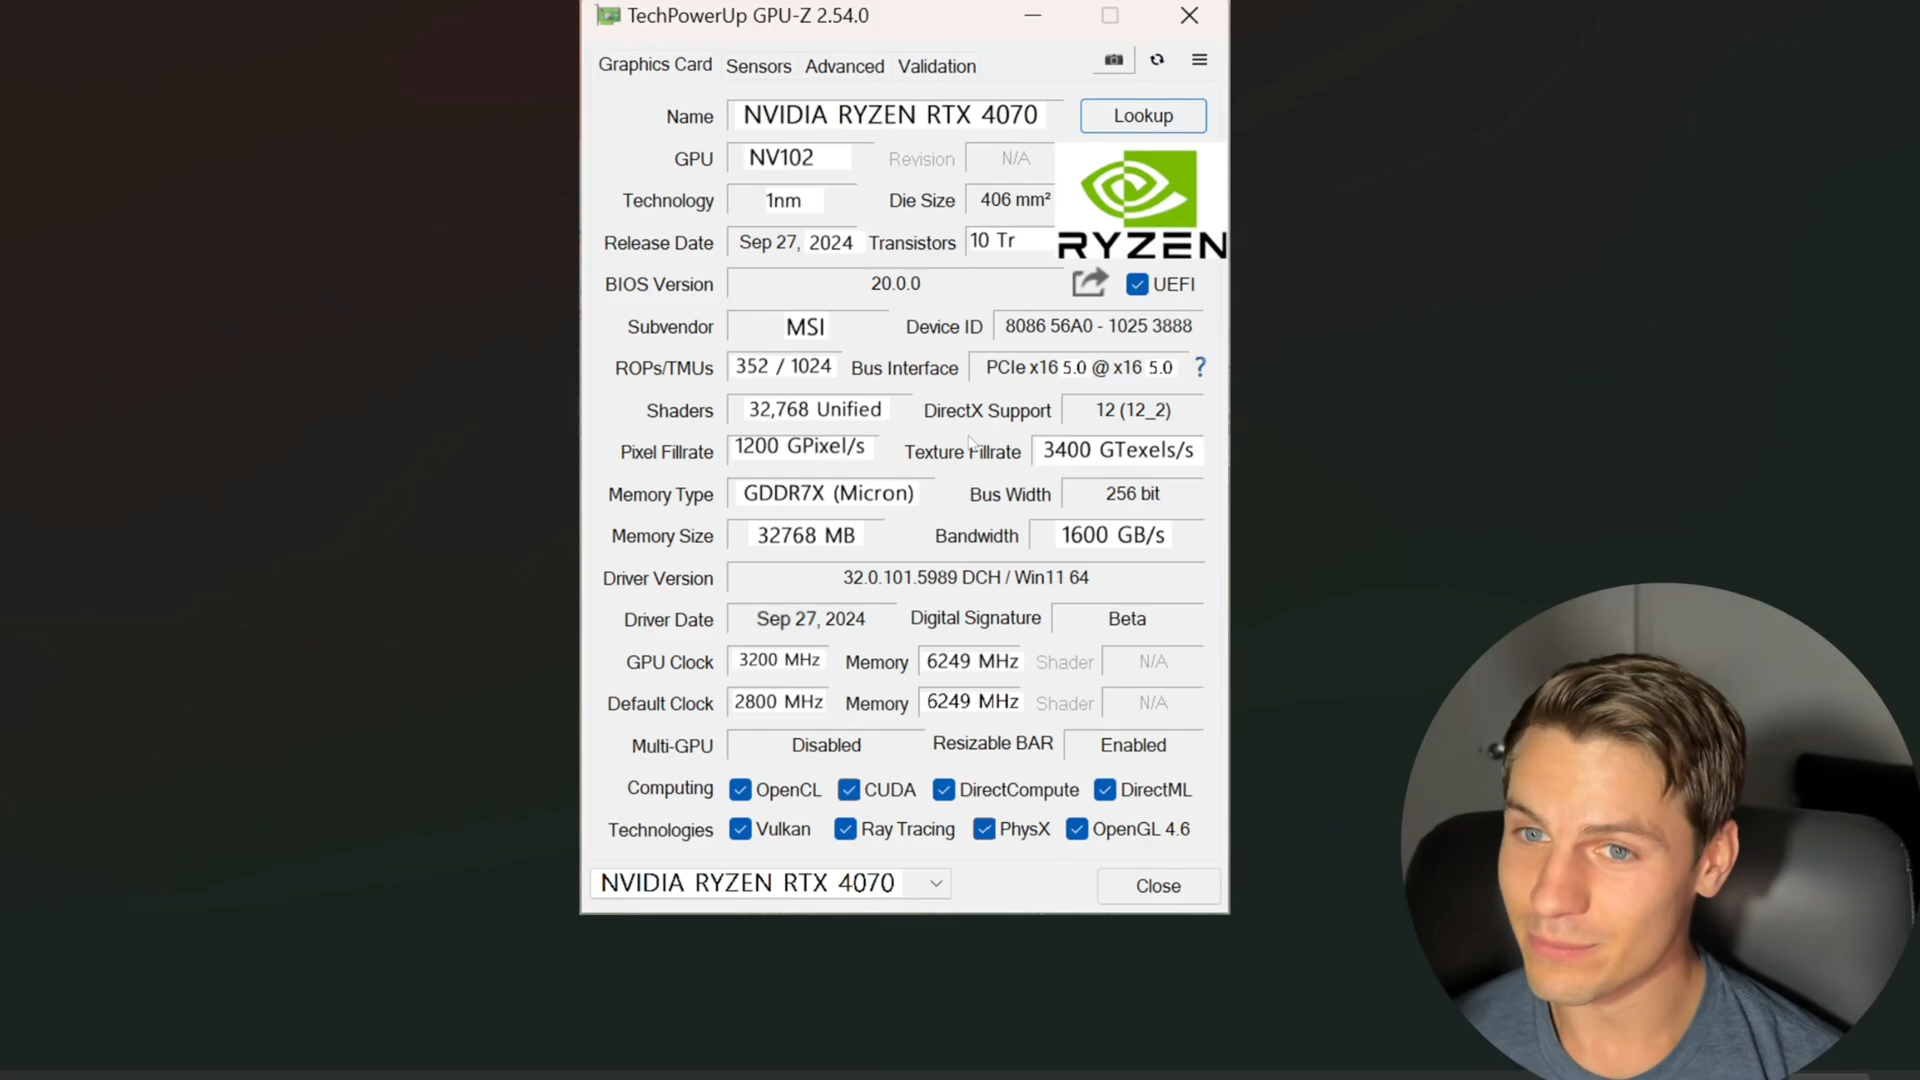 TechPowerUp GPU-Z 2.54.0
Graphics Card Sensors Advanced Validation
Name NVIDIA RYZEN RTX 4070 Lookup
GPU NV102 Revision N/A
Technology 1nm Die Size 406 mm²
RYZEN
Release Date Sep 27, 2024 Transistors 10 Tr
BIOS Version 20.0.0 UEFI
Subvendor MSI Device ID 8086 56A0 - 1025 3888
ROPs/TMUs 352 / 1024 Bus Interface PCIe x16 5.0 @ x16 5.0 ?
Shaders 32,768 Unified DirectX Support 12 (12_2)
Pixel Fillrate 1200 GPixel/s Texture Fillrate 3400 GTexels/s
Memory Type GDDR7X (Micron) Bus Width 256 bit
Memory Size 32768 MB Bandwidth 1600 GB/s
Driver Version 32.0.101.5989 DCH / Win11 64
Driver Date Sep 27, 2024 Digital Signature Beta
GPU Clock 3200 MHz Memory 6249 MHz Shader N/A
Default Clock 2800 MHz Memory 6249 MHz Shader N/A
Multi-GPU Disabled Resizable BAR Enabled
Computing OpenCL CUDA DirectCompute DirectML
Technologies Vulkan Ray Tracing PhysX OpenGL 4.6
NVIDIA RYZEN RTX 4070 Close